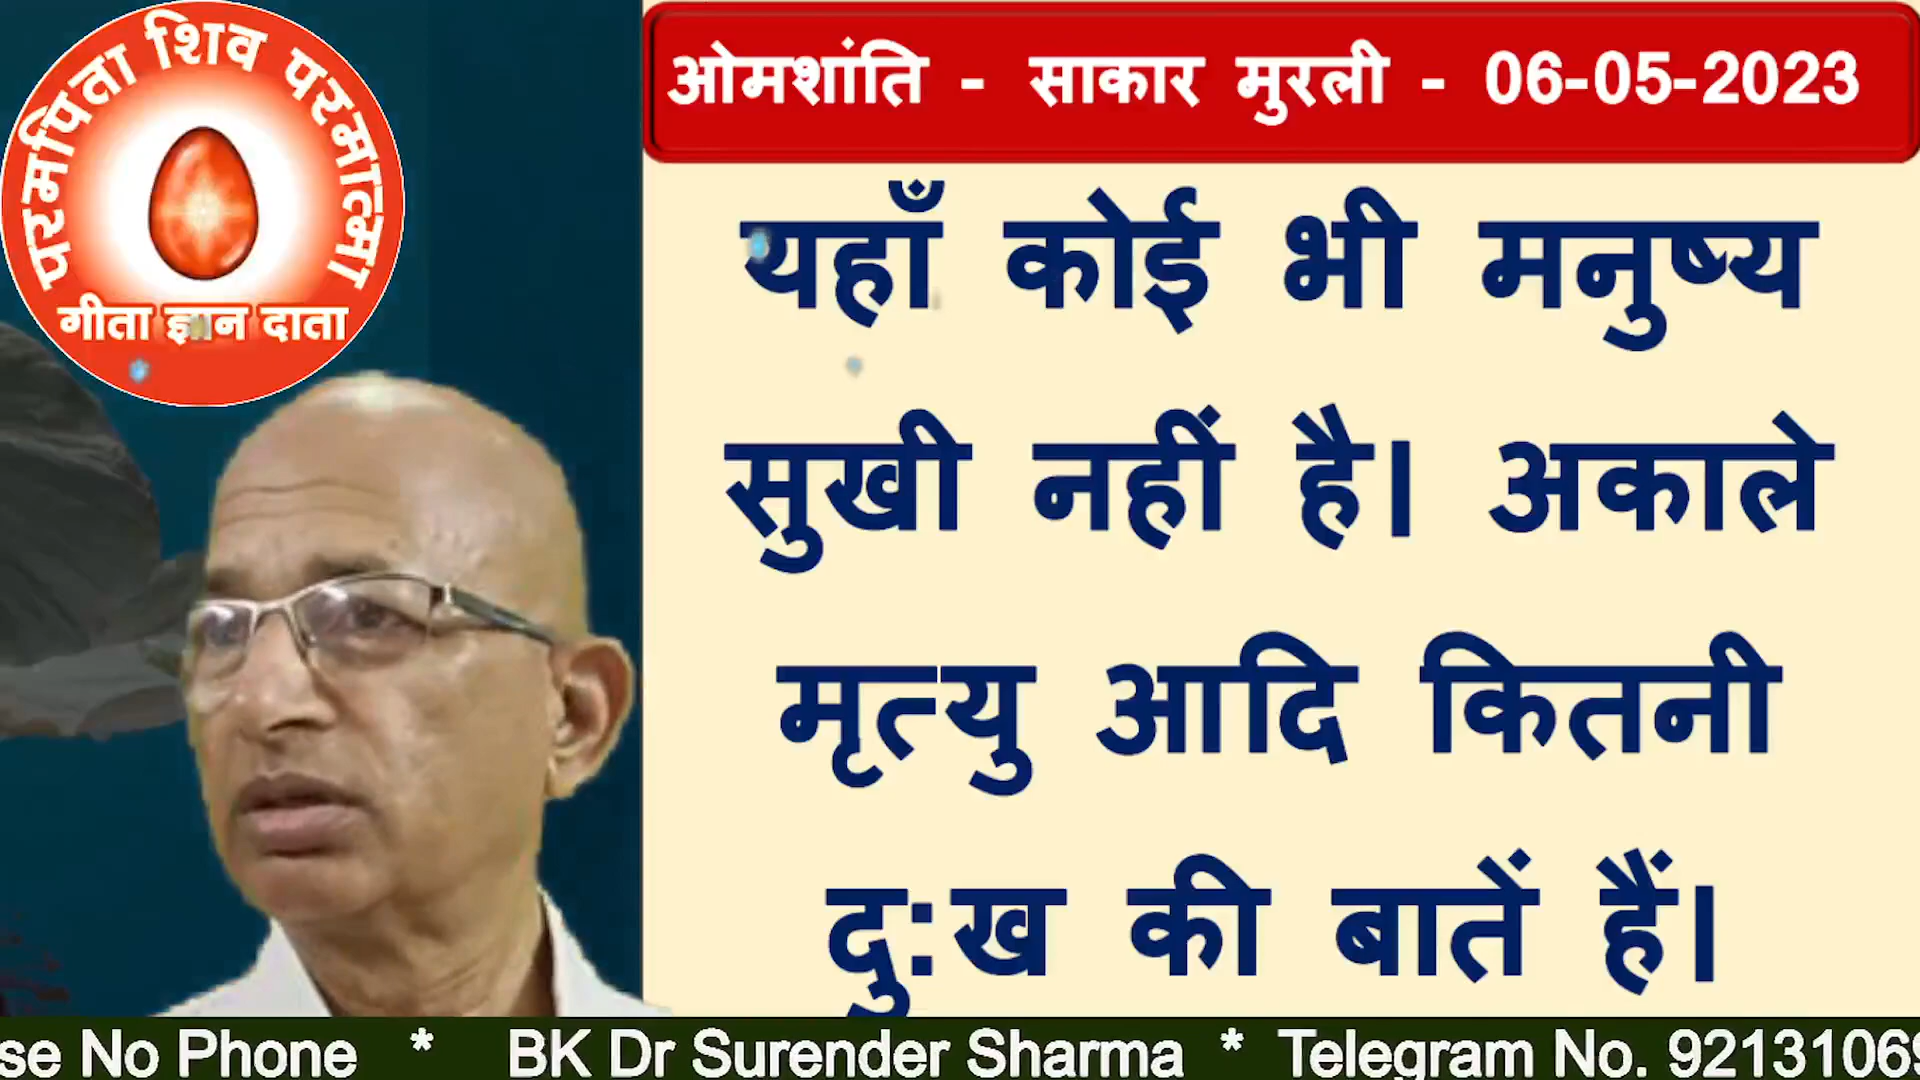 परमपिता शिव परमात्मा
गीता ज्ञान दाता
ओमशांति - साकार मुरली - 06-05-2023
यहाँ कोई भी मनुष्य
सुखी नहीं है। अकाले
मृत्यु आदि कितनी
दु:ख की बातें हैं।
se No Phone * BK Dr Surender Sharma * Telegram No. 92131069